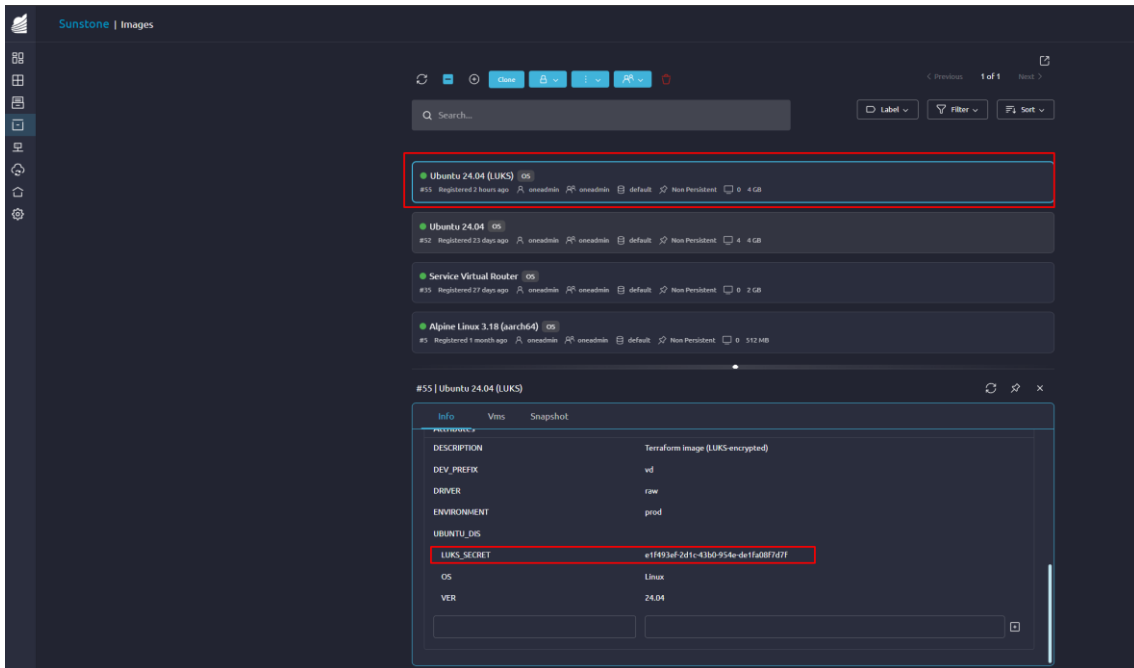 Sunstone | Images
Clone
< Previous 1 of 1 Next >
Search...
Label
Filter
Sort
Ubuntu 24.04 (LUKS) OS
#55 Registered 2 hours ago oneadmin oneadmin default Non Persistent 0 4 GB
Ubuntu 24.04 OS
#52 Registered 23 days ago oneadmin oneadmin default Non Persistent 4 4 GB
Service Virtual Router OS
#35 Registered 27 days ago oneadmin oneadmin default Non Persistent 0 2 GB
Alpine Linux 3.18 (aarch64) OS
#5 Registered 1 month ago oneadmin oneadmin default Non Persistent 0 512 MB
#55 | Ubuntu 24.04 (LUKS)
Info Vms Snapshot
Attributes
DESCRIPTION Terraform image (LUKS-encrypted)
DEV_PREFIX vd
DRIVER raw
ENVIRONMENT prod
UBUNTU_DIS
LUKS_SECRET e1f493ef-2d1c-43b0-954e-de1fa08f7d7f
OS Linux
VER 24.04